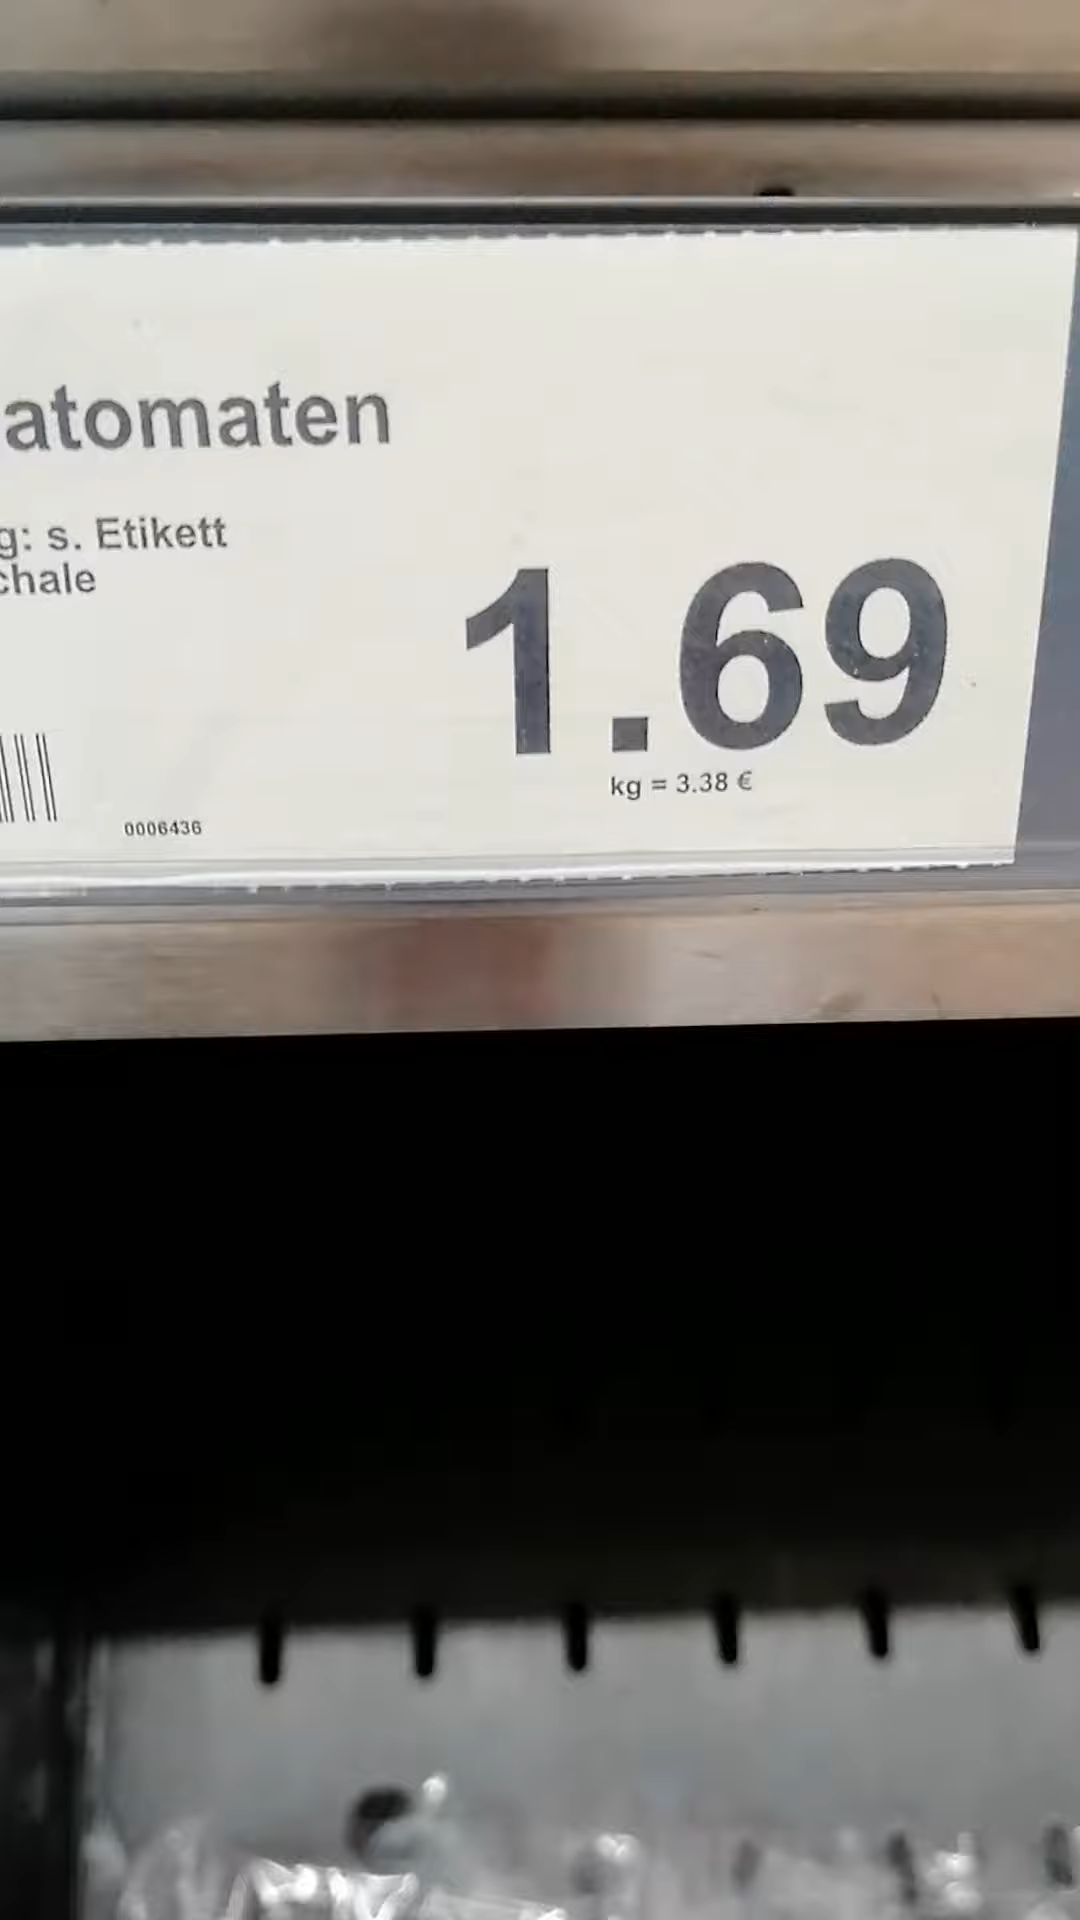 atomaten
g: s. Etikett
chale
1.69
kg = 3.38 €
0006436